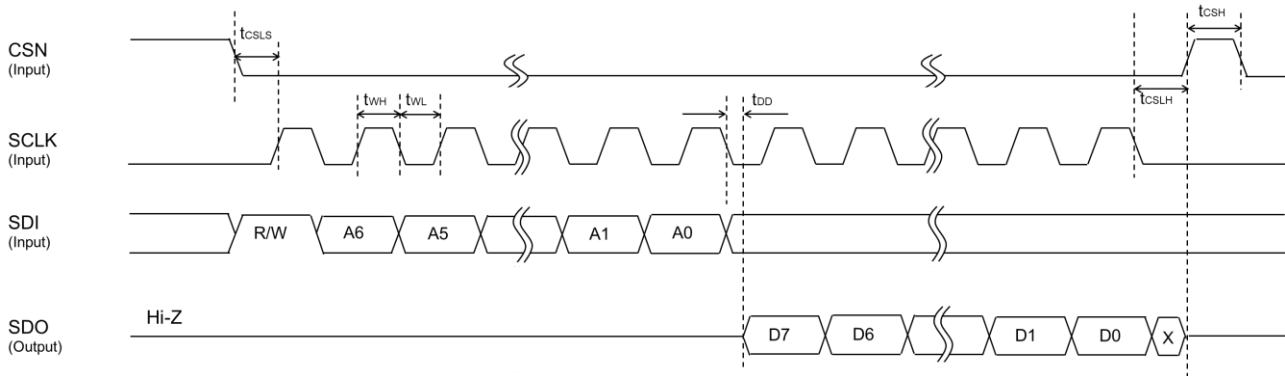 tCSLS
tCSH
CSN
(Input)
tWH
tWL
tDD
tCSLH
SCLK
(Input)
SDI
(Input)
R/W
A6
A5
A1
A0
Hi-Z
SDO
(Output)
D7
D6
D1
D0
X